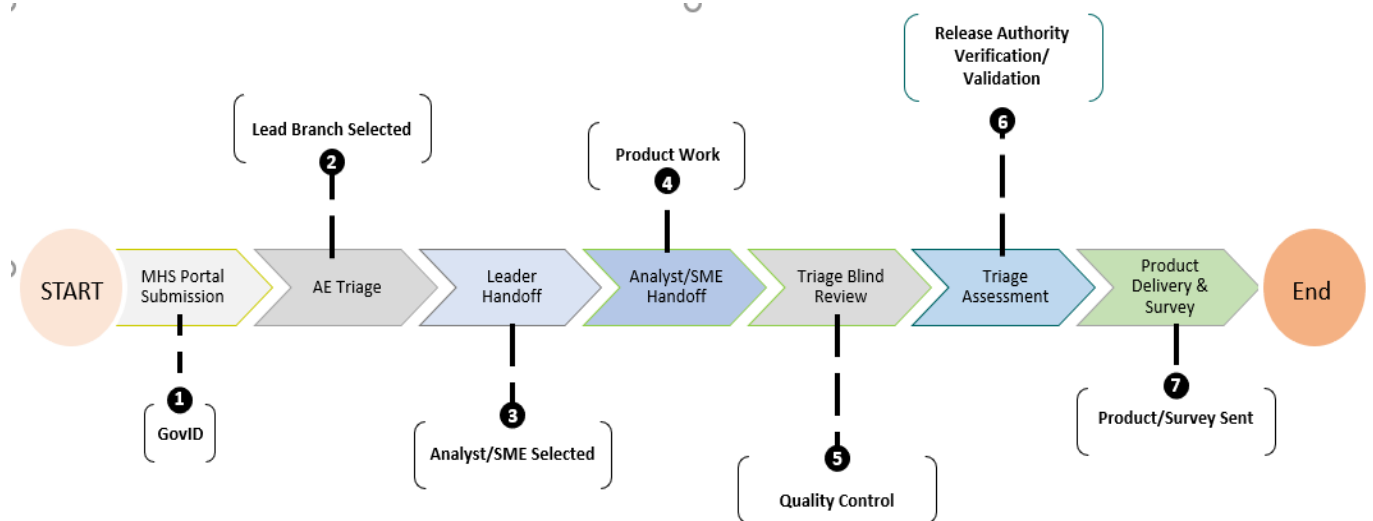 Release Authority
Verification/
Validation
6
Lead Branch Selected
2
Product Work
4
START
MHS Portal
Submission
AE Triage
Leader
Handoff
Analyst/SME
Handoff
Triage Blind
Review
Triage
Assessment
Product
Delivery &
Survey
End
1
GovID
3
Analyst/SME Selected
5
Quality Control
7
Product/Survey Sent